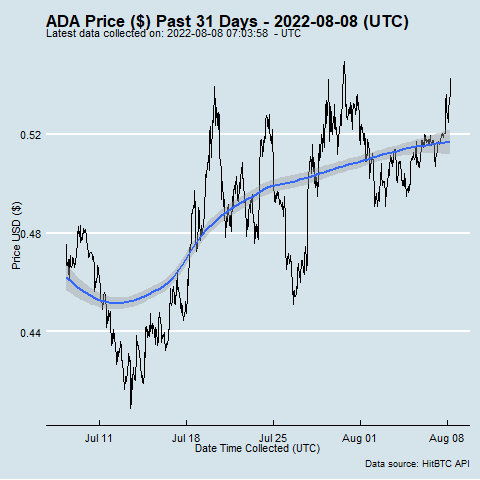 ADA Price ($) Past 31 Days - 2022-08-08 (UTC)
Latest data collected on: 2022-08-08 07:03:58 - UTC
0.52
0.48
0.44
Price USD ($)
Jul 11 Jul 18 Jul 25 Aug 01 Aug 08
Date Time Collected (UTC)
Data source: HitBTC API